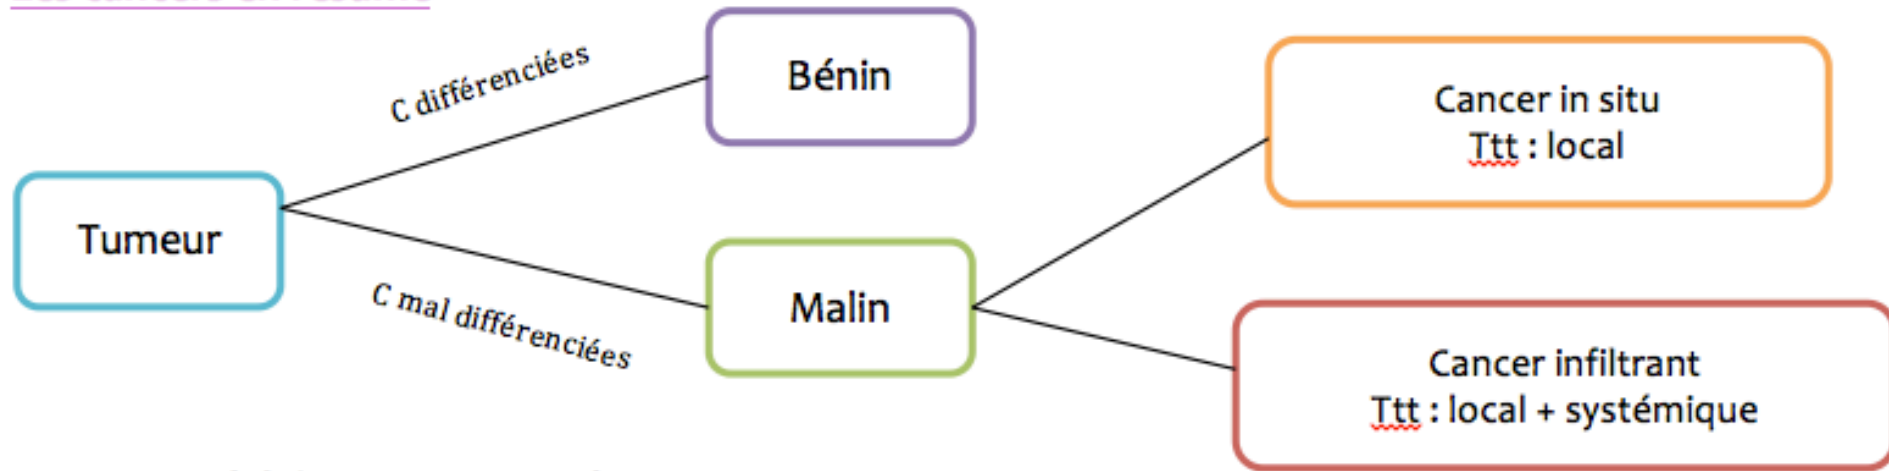 C différenciées
Bénin
Cancer in situ
Ttt : local
Tumeur
C mal différenciées
Malin
Cancer infiltrant
Ttt : local + systémique